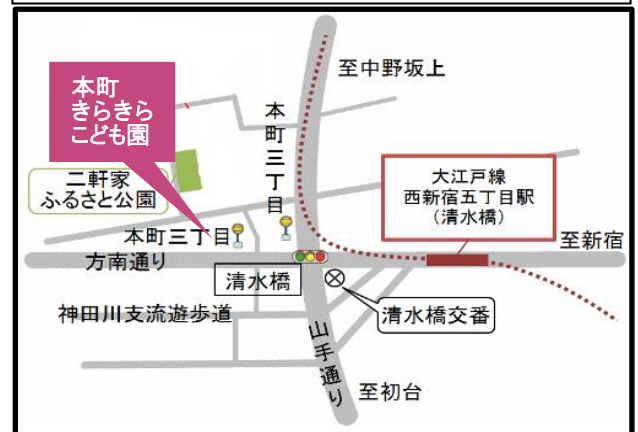 至中野坂上
本町
きらきら
こども園
本町三丁目
二軒家
ふるさと公園
大江戸線
西新宿五丁目駅
(清水橋)
本町三丁目
至新宿
方南通り
清水橋
神田川支流遊歩道
清水橋交番
山手通り
至初台